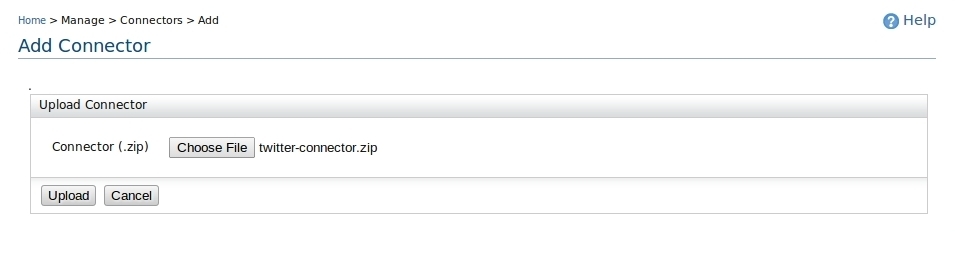 Home > Manage > Connectors > Add
Help
Add Connector
.
Upload Connector
Connector (.zip) Choose File twitter-connector.zip
Upload Cancel